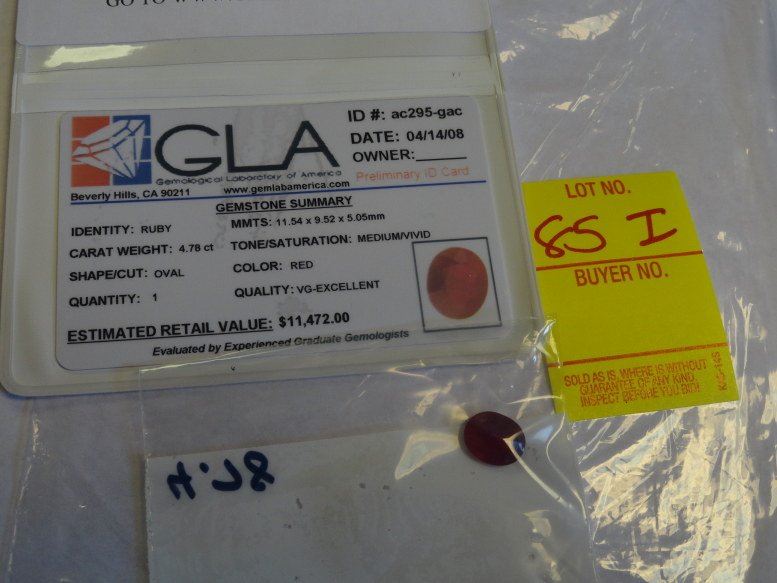 GO TO
GLA
Gemological Laboratory of America
Beverly Hills, CA 90211
www.gemlabamerica.com
ID #: ac295-gac
DATE: 04/14/08
OWNER:
Preliminary ID Card
GEMSTONE SUMMARY
IDENTITY: RUBY
MMTS: 11.54 x 9.52 x 5.05mm
CARAT WEIGHT: 4.78 ct
TONE/SATURATION: MEDIUM/VIVID
SHAPE/CUT: OVAL
COLOR: RED
QUANTITY: 1
QUALITY: VG-EXCELLENT
ESTIMATED RETAIL VALUE: $11,472.00
Evaluated by Experienced Graduate Gemologists
LOT NO.
85 I
BUYER NO.
SOLD AS IS, WHERE IS WITHOUT
GUARANTEE OF ANY KIND.
INSPECT BEFORE YOU BID!
4.78